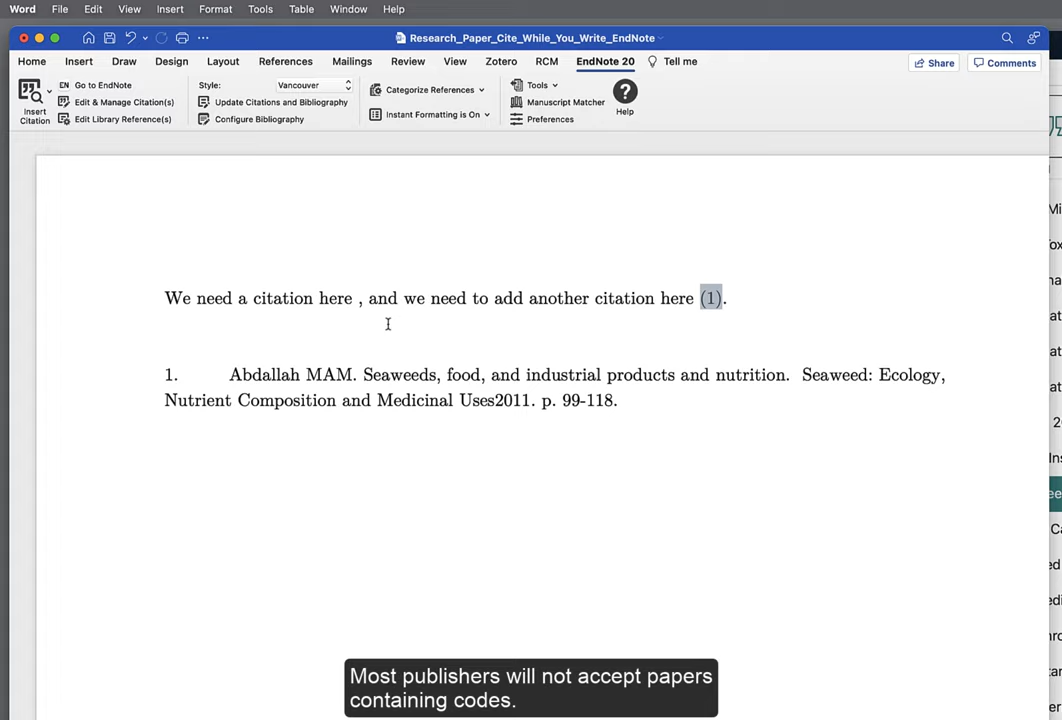 Word File Edit View Insert Format Tools Table Window Help
Research_Paper_Cite_While_You_Write_EndNote
Home Insert Draw Design Layout References Mailings Review View Zotero RCM EndNote 20 Tell me Share Comments
Insert Citation
EN Go to EndNote
Edit & Manage Citation(s)
Edit Library Reference(s)
Style: Vancouver
Update Citations and Bibliography
Configure Bibliography
Categorize References
Instant Formatting is On
Tools
Manuscript Matcher
Preferences
Help
We need a citation here , and we need to add another citation here (1).
1. Abdallah MAM. Seaweeds, food, and industrial products and nutrition. Seaweed: Ecology,
Nutrient Composition and Medicinal Uses2011. p. 99-118.
Most publishers will not accept papers
containing codes.